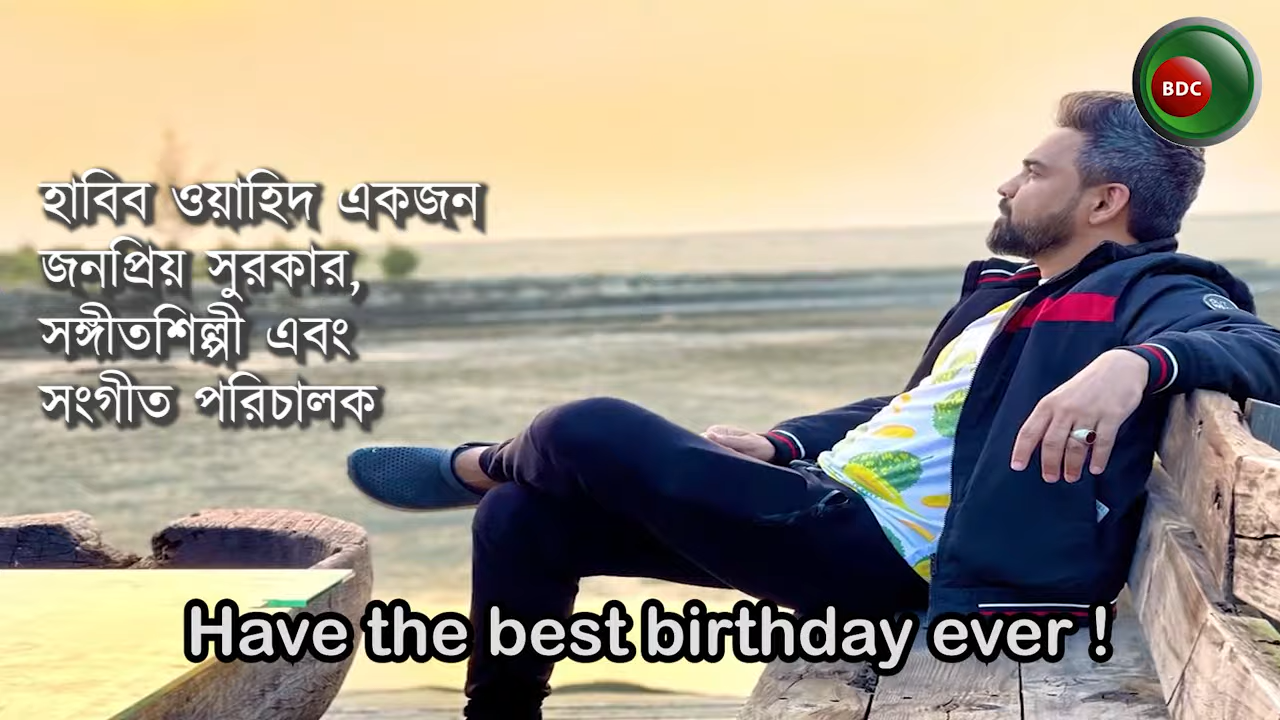 BDC
হাবিব ওয়াহিদ একজন
জনপ্রিয় সুরকার,
সঙ্গীতশিল্পী এবং
সংগীত পরিচালক
Have the best birthday ever !